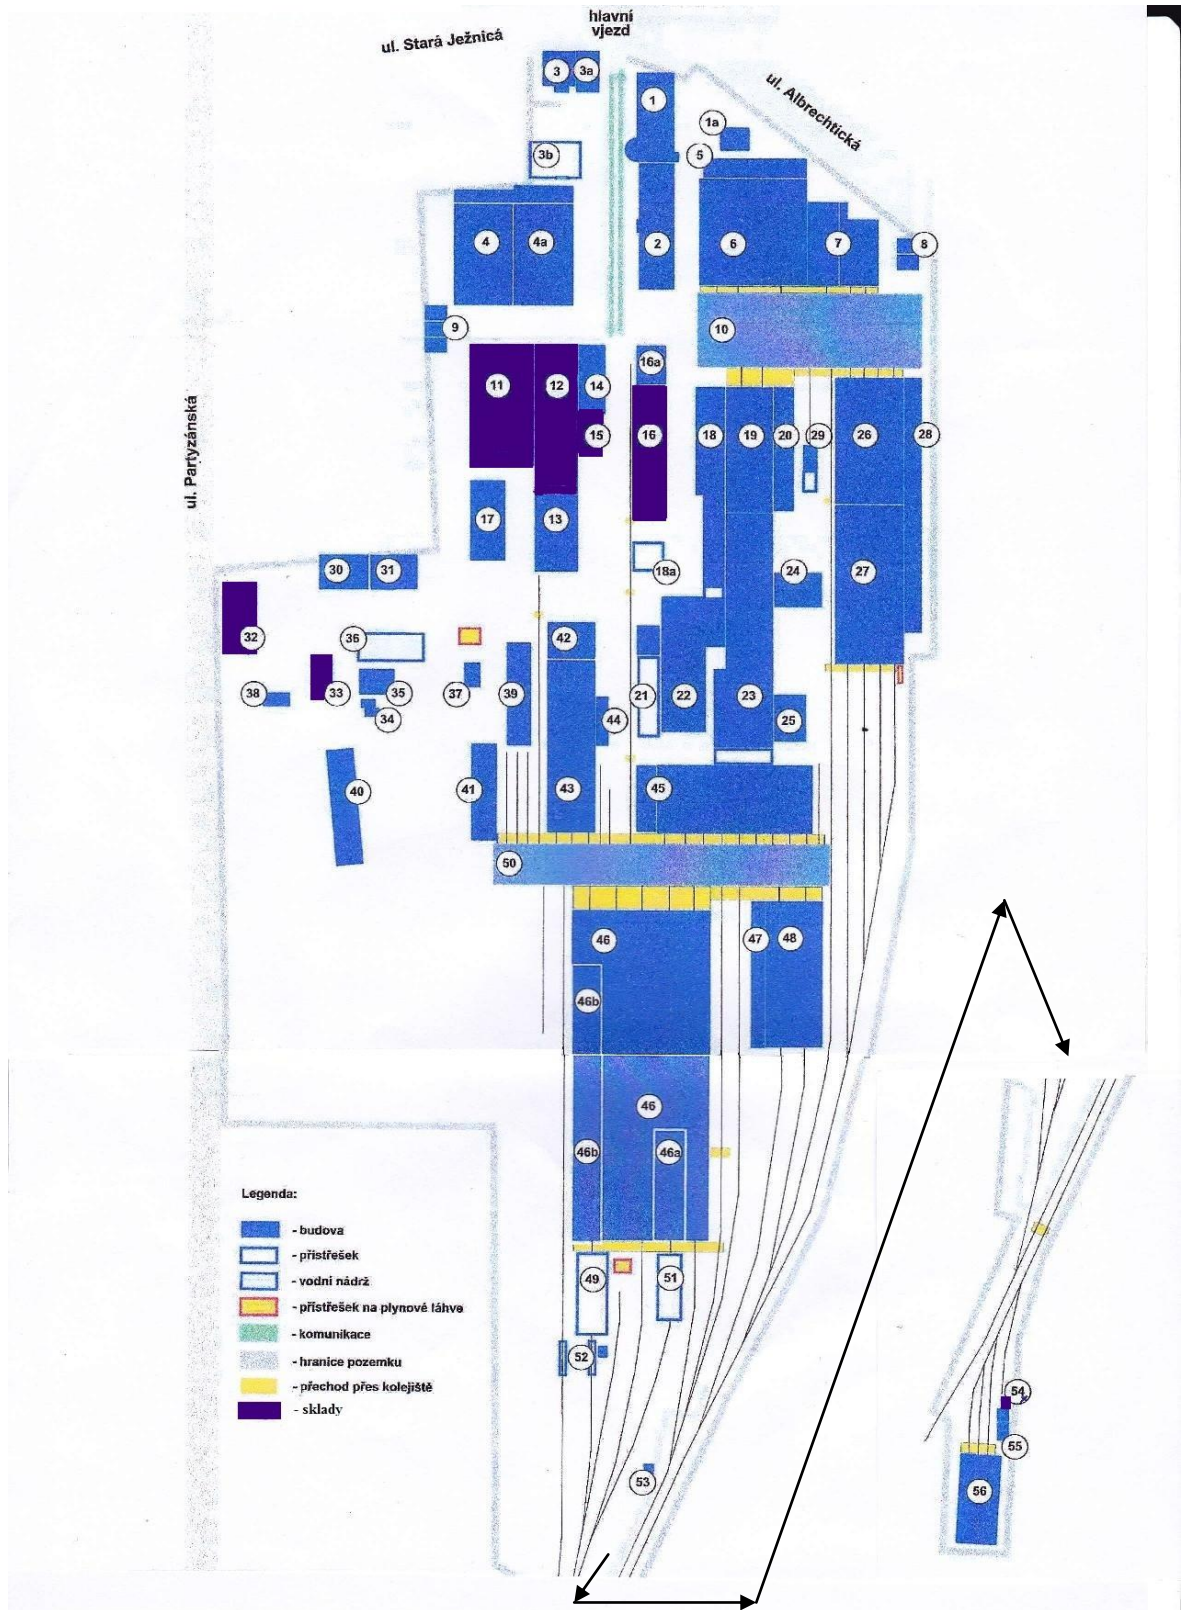 hlavní
vjezd
ul. Stará Ježnická
ul. Albrechtická
ul. Partyzánská
3
3a
1
1a
3b
5
4
4a
2
6
7
8
9
10
11
12
14
16a
15
16
18
19
20
29
26
28
17
13
18a
24
27
30
31
32
36
42
38
33
35
34
37
39
44
21
22
23
25
40
41
43
45
50
46
47
48
46b
46
46b
46a
49
51
52
53
54
55
56
Legenda:
- budova
- přístřešek
- vodní nádrž
- přístřešek na plynové láhve
- komunikace
- hranice pozemku
- přechod přes kolejiště
- sklady